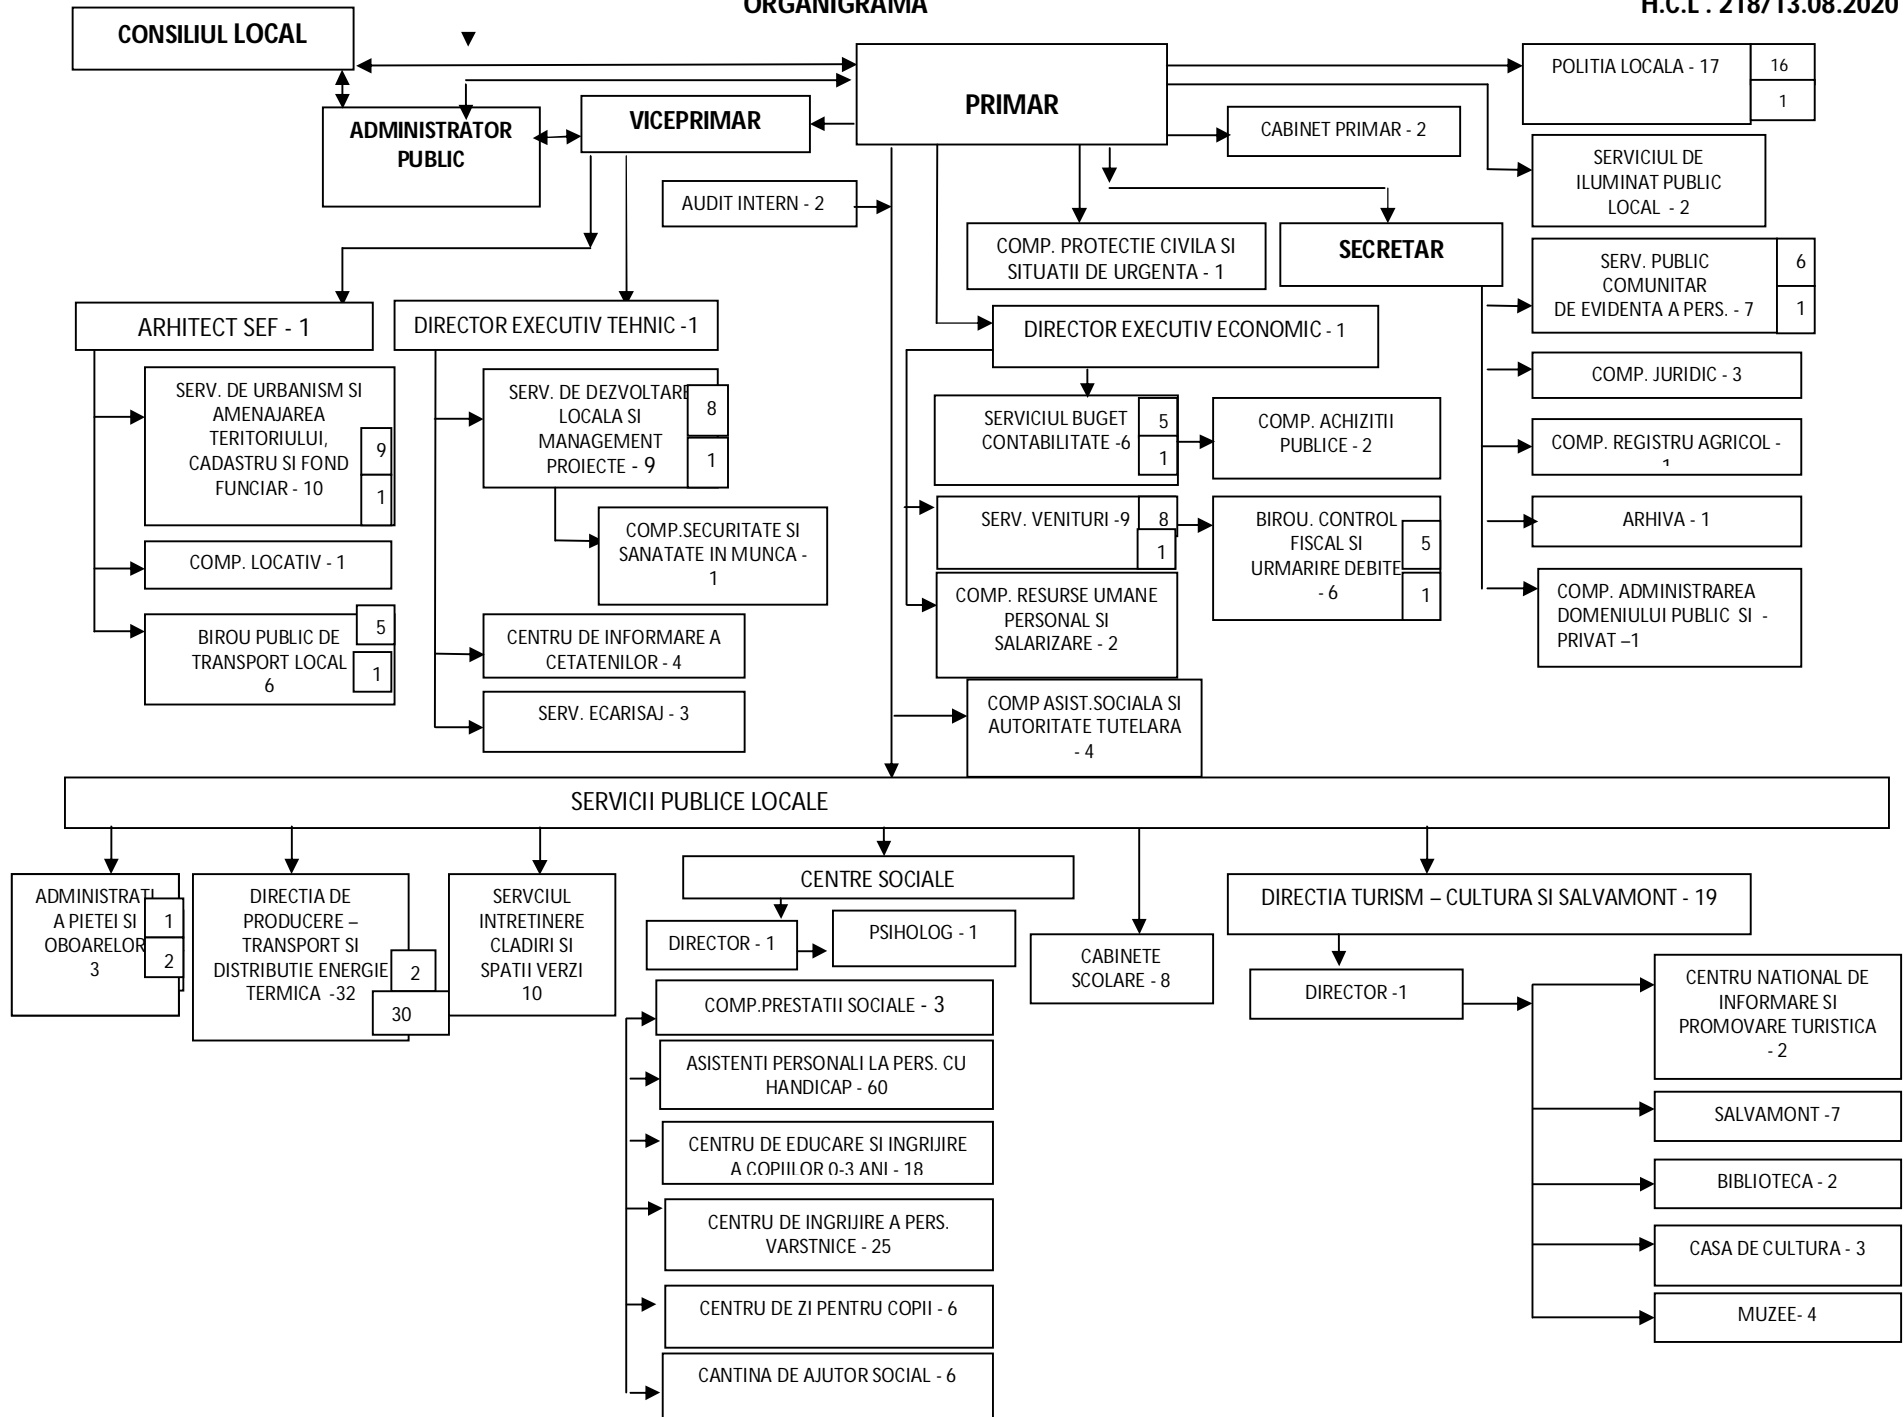 ORGANIGRAMA
H.C.L . 218/13.08.2020
CONSILIUL LOCAL
PRIMAR
POLITIA LOCALA - 17
16
1
ADMINISTRATOR
PUBLIC
VICEPRIMAR
CABINET PRIMAR - 2
SERVICIUL DE
ILUMINAT PUBLIC
LOCAL - 2
AUDIT INTERN - 2
COMP. PROTECTIE CIVILA SI
SITUATII DE URGENTA - 1
SECRETAR
SERV. PUBLIC
COMUNITAR
DE EVIDENTA A PERS. - 7
6
1
ARHITECT SEF - 1
DIRECTOR EXECUTIV TEHNIC -1
DIRECTOR EXECUTIV ECONOMIC - 1
SERV. DE URBANISM SI
AMENAJAREA
TERITORIULUI,
CADASTRU SI FOND
FUNCIAR - 10
9
1
SERV. DE DEZVOLTARE
LOCALA SI
MANAGEMENT
PROIECTE - 9
8
1
SERVICIUL BUGET
CONTABILITATE -6
5
1
COMP. ACHIZITII
PUBLICE - 2
COMP. JURIDIC - 3
COMP. REGISTRU AGRICOL -
1
COMP.SECURITATE SI
SANATATE IN MUNCA -
1
SERV. VENITURI -9
8
1
BIROU. CONTROL
FISCAL SI
URMARIRE DEBITE
- 6
5
1
ARHIVA - 1
COMP. LOCATIV - 1
COMP. RESURSE UMANE
PERSONAL SI
SALARIZARE - 2
COMP. ADMINISTRAREA
DOMENIULUI PUBLIC SI -
PRIVAT –1
BIROU PUBLIC DE
TRANSPORT LOCAL
6
5
1
CENTRU DE INFORMARE A
CETATENILOR - 4
SERV. ECARISAJ - 3
COMP ASIST.SOCIALA SI
AUTORITATE TUTELARA
- 4
SERVICII PUBLICE LOCALE
ADMINISTRATI
A PIETEI SI
OBOARELOR
3
1
2
DIRECTIA DE
PRODUCERE –
TRANSPORT SI
DISTRIBUTIE ENERGIE
TERMICA -32
2
30
SERVCIUL
INTRETINERE
CLADIRI SI
SPATII VERZI
10
CENTRE SOCIALE
DIRECTOR - 1
PSIHOLOG - 1
CABINETE
SCOLARE - 8
DIRECTIA TURISM – CULTURA SI SALVAMONT - 19
DIRECTOR -1
CENTRU NATIONAL DE
INFORMARE SI
PROMOVARE TURISTICA
- 2
COMP.PRESTATII SOCIALE - 3
ASISTENTI PERSONALI LA PERS. CU
HANDICAP - 60
SALVAMONT -7
CENTRU DE EDUCARE SI INGRIJIRE
A COPIILOR 0-3 ANI - 18
BIBLIOTECA - 2
CENTRU DE INGRIJIRE A PERS.
VARSTNICE - 25
CASA DE CULTURA - 3
CENTRU DE ZI PENTRU COPII - 6
MUZEE- 4
CANTINA DE AJUTOR SOCIAL - 6